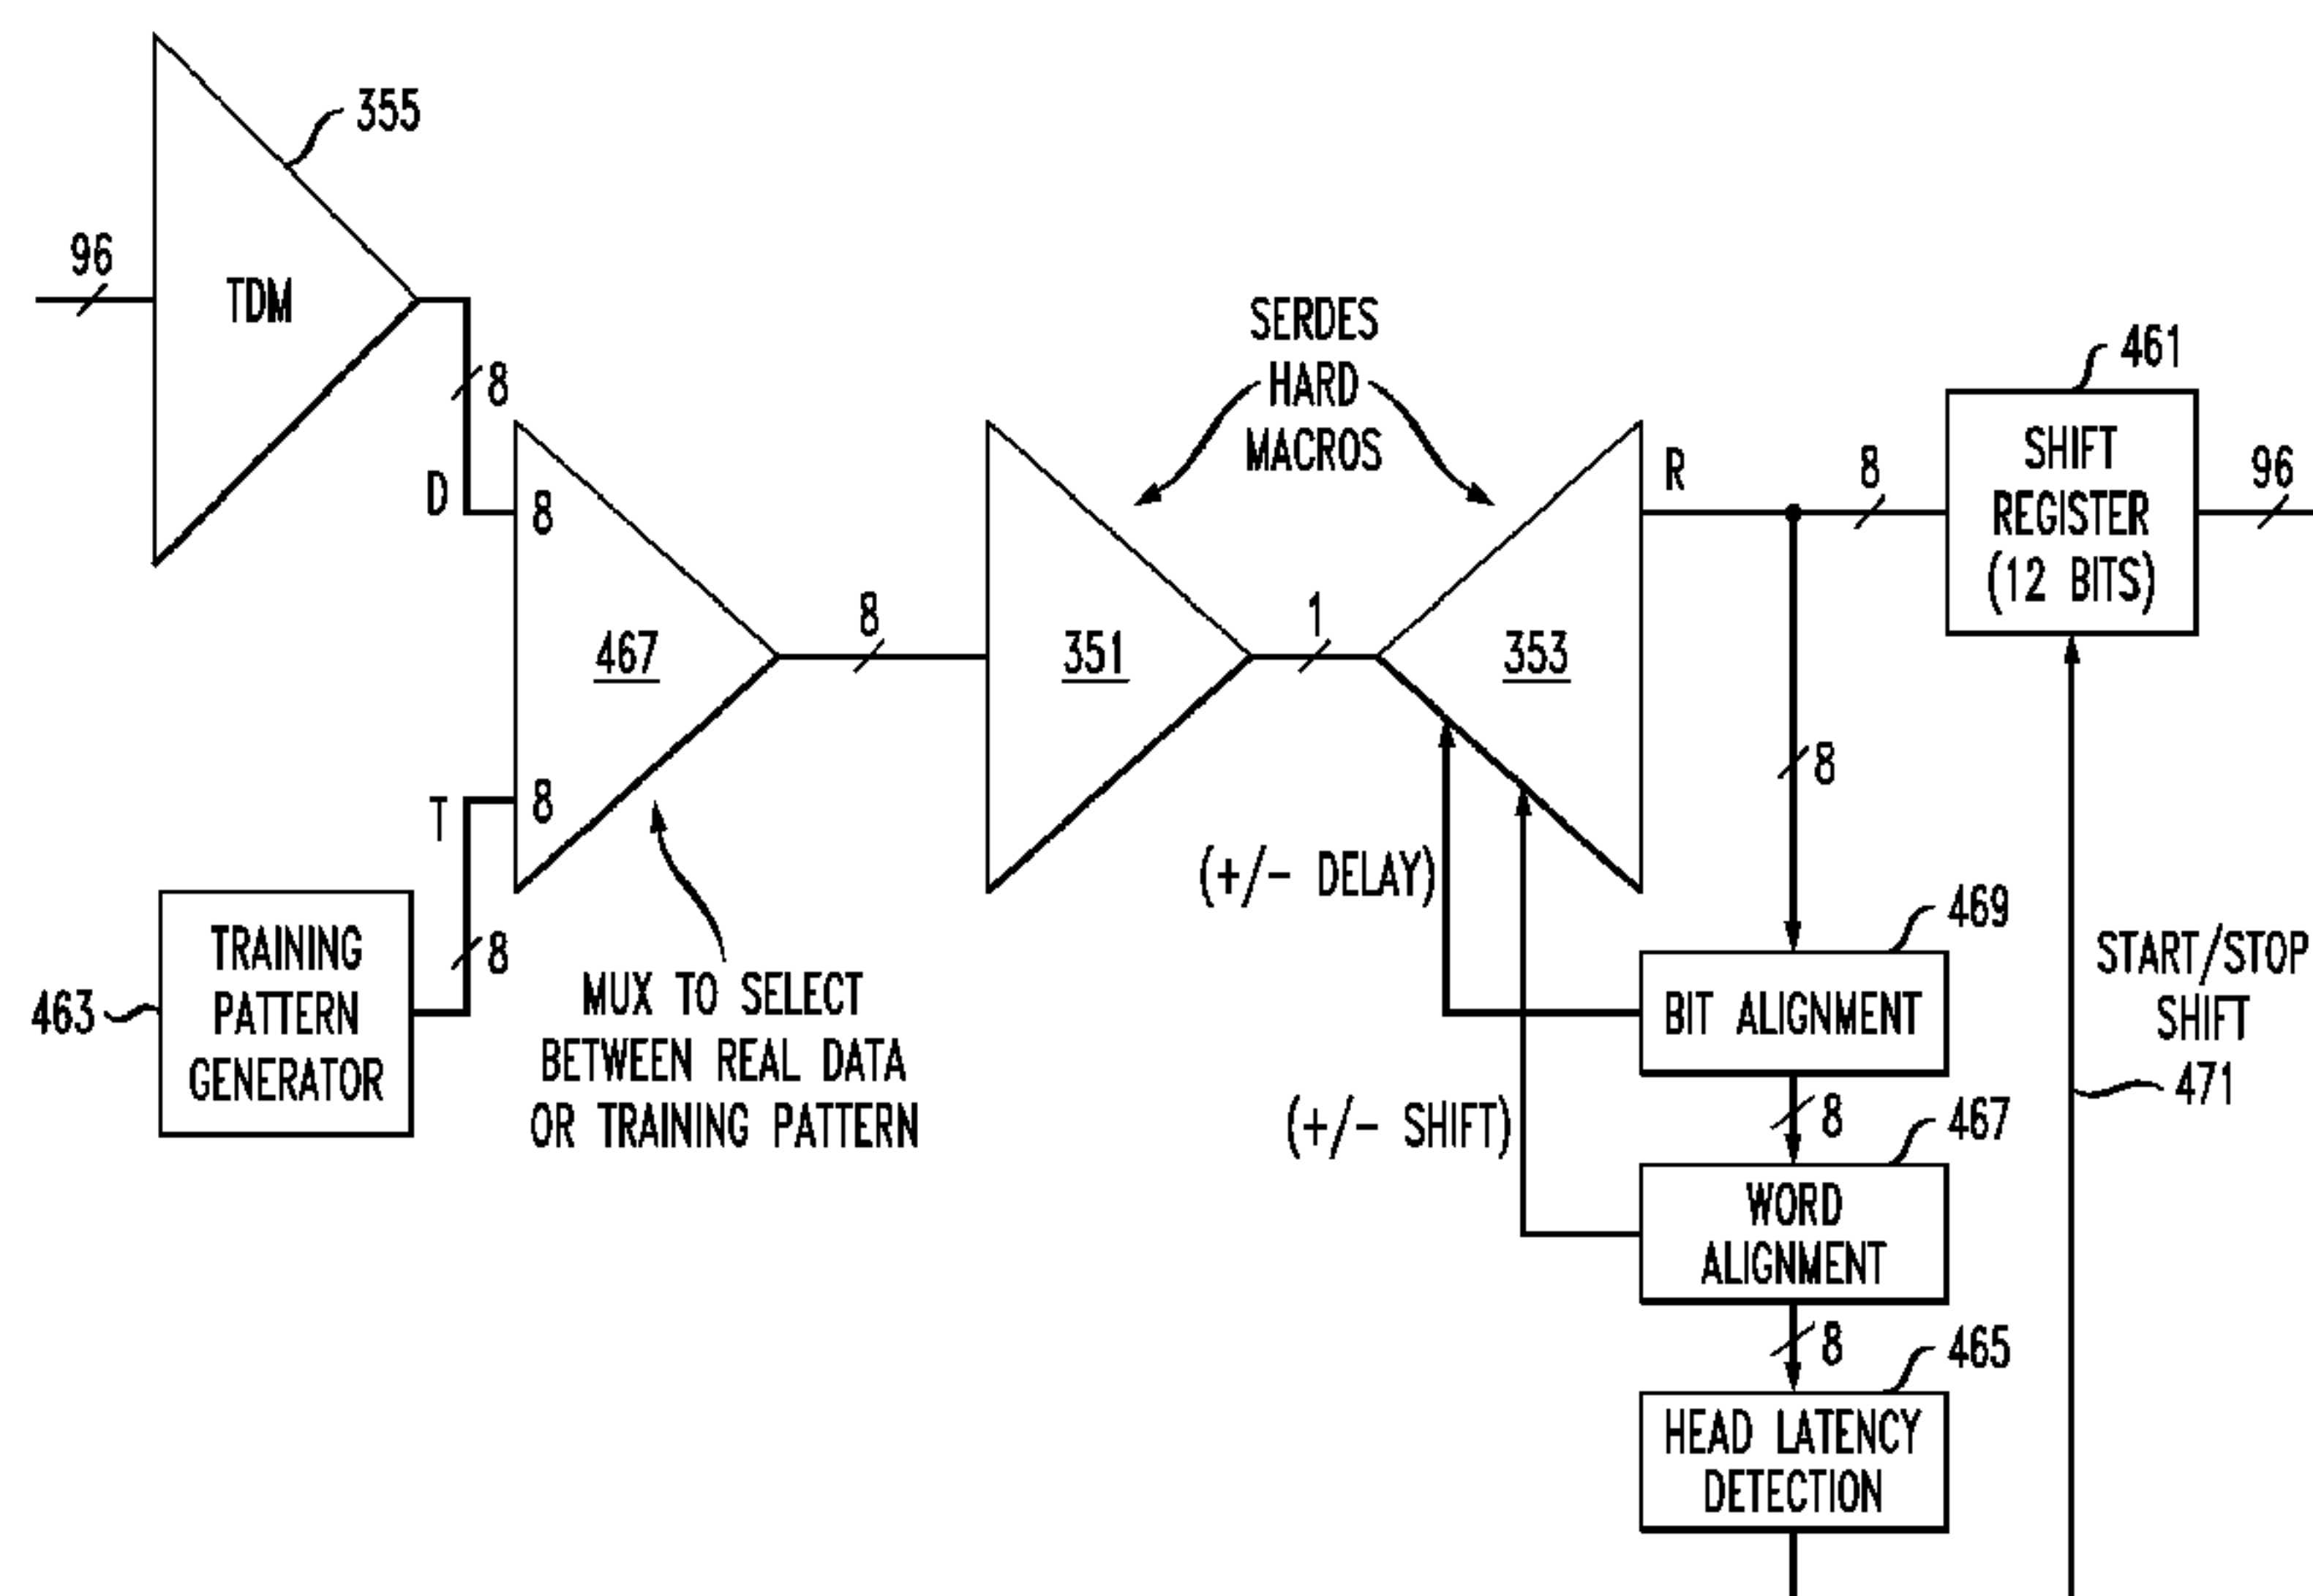 355
96
TDM
8
D
8
467
8
T
8
463
TRAINING
PATTERN
GENERATOR
8
MUX TO SELECT
BETWEEN REAL DATA
OR TRAINING PATTERN
SERDES
HARD
MACROS
351
1
353
R
8
461
SHIFT
REGISTER
(12 BITS)
96
8
(+/- DELAY)
469
BIT ALIGNMENT
START/STOP
SHIFT
471
8
467
(+/- SHIFT)
WORD
ALIGNMENT
8
465
HEAD LATENCY
DETECTION